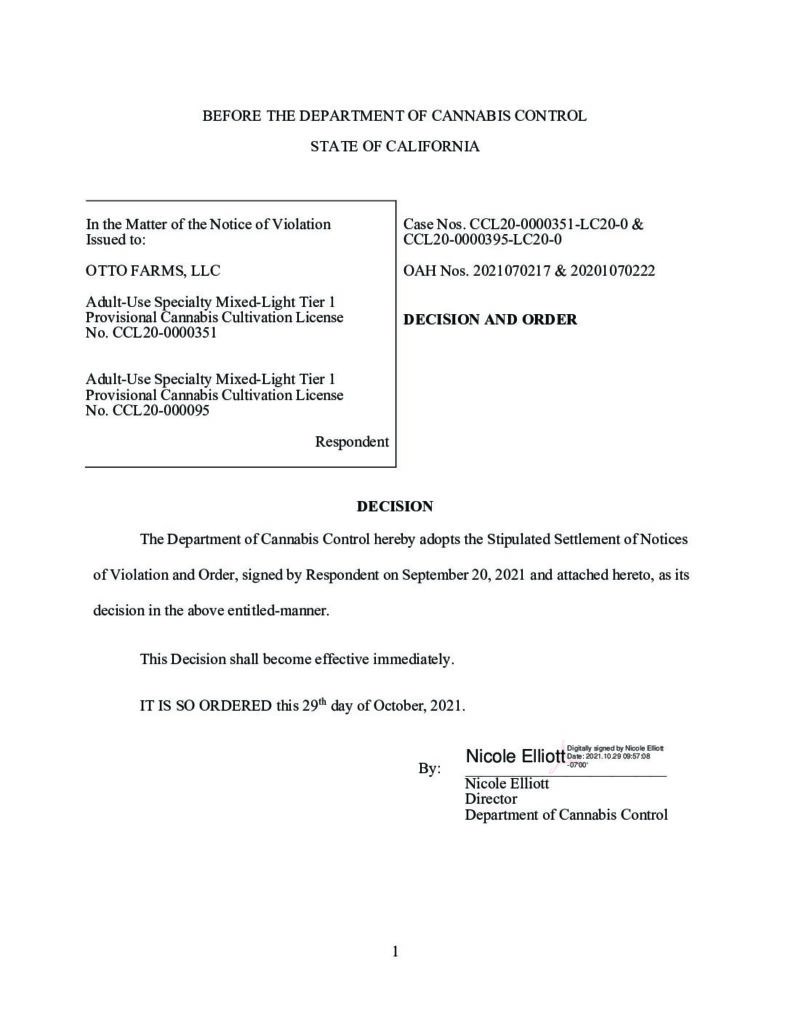 BEFORE THE DEPARTMENT OF CANNABIS CONTROL
STATE OF CALIFORNIA
In the Matter of the Notice of Violation
Issued to:
OTTO FARMS, LLC
Adult-Use Specialty Mixed-Light Tier 1
Provisional Cannabis Cultivation License
No. CCL20-0000351
Adult-Use Specialty Mixed-Light Tier 1
Provisional Cannabis Cultivation License
No. CCL20-000095
Respondent
Case Nos. CCL20-0000351-LC20-0 &
CCL20-0000395-LC20-0
OAH Nos. 2021070217 & 20201070222
DECISION AND ORDER
DECISION
The Department of Cannabis Control hereby adopts the Stipulated Settlement of Notices
of Violation and Order, signed by Respondent on September 20, 2021 and attached hereto, as its
decision in the above entitled-manner.
This Decision shall become effective immediately.
IT IS SO ORDERED this 29th day of October, 2021.
By:
Nicole Elliott
Digitally signed by Nicole Elliott
Date: 2021.10.29 09:57:08
-07'00'
Nicole Elliott
Director
Department of Cannabis Control
1